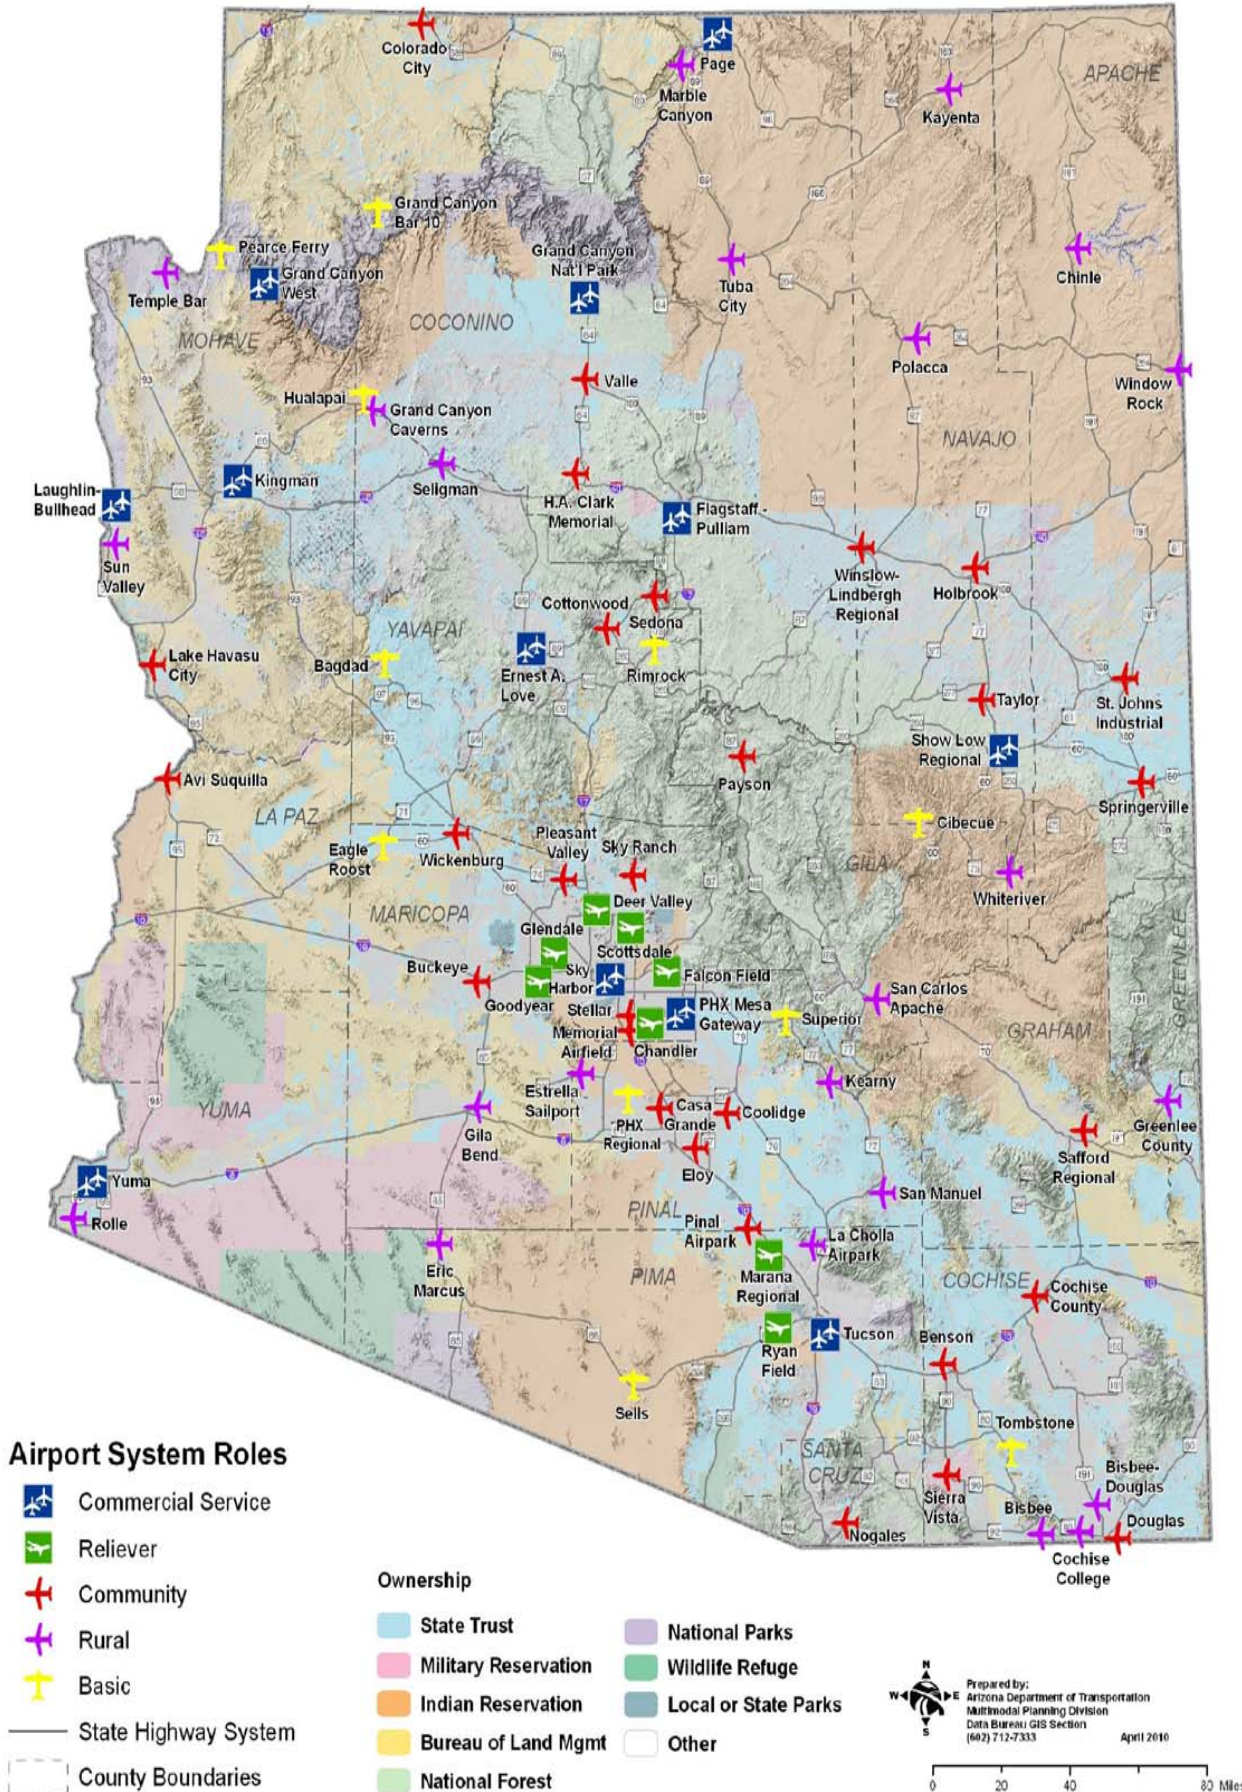 Colorado
City
Page
Marble
Canyon
Kayenta
APACHE
Grand Canyon
Bar 10
Pearce Ferry
Grand Canyon
West
Temple Bar
Grand Canyon
Nat'l Park
Tuba
City
Chinle
MOHAVE
COCONINO
Polacca
Window
Rock
Valle
Hualapai
Grand Canyon
Caverns
NAVAJO
Kingman
Seligman
H.A. Clark
Memorial
Laughlin-
Bullhead
Flagstaff -
Pulliam
Sun
Valley
Winslow-
Lindbergh
Regional
Holbrook
Cottonwood
Sedona
YAVAPAI
Lake Havasu
City
Bagdad
Ernest A.
Love
Rimrock
Taylor
St. Johns
Industrial
Show Low
Regional
Avi Suquilla
Payson
Springerville
LA PAZ
Eagle
Roost
Wickenburg
Pleasant
Valley
Sky Ranch
Cibecue
GILA
Whiteriver
MARICOPA
Deer Valley
Glendale
Scottsdale
GREENLEE
Buckeye
Goodyear
Sky
Harbor
Falcon Field
San Carlos
Apache
Stellar
PHX Mesa
Gateway
Superior
Memorial
Airfield
Chandler
GRAHAM
Estrella
Sailport
Kearny
YUMA
Gila
Bend
PHX
Regional
Casa
Grande
Coolidge
Greenlee
County
Eloy
Safford
Regional
Yuma
Rolle
San Manuel
PINAL
Pinal
Airpark
La Cholla
Airpark
Eric
Marcus
PIMA
Marana
Regional
COCHISE
Cochise
County
Ryan
Field
Tucson
Benson
Sells
Tombstone
SANTA
CRUZ
Sierra
Vista
Bisbee
Bisbee-
Douglas
Nogales
Douglas
Cochise
College
Airport System Roles
Commercial Service
Reliever
Community
Rural
Basic
State Highway System
County Boundaries
Ownership
State Trust
Military Reservation
Indian Reservation
Bureau of Land Mgmt
National Forest
National Parks
Wildlife Refuge
Local or State Parks
Other
N
W
E
S
Prepared by:
Arizona Department of Transportation
Multimodal Planning Division
Data Bureau GIS Section
(602) 712-7333 April 2010
0 20 40 80 Miles